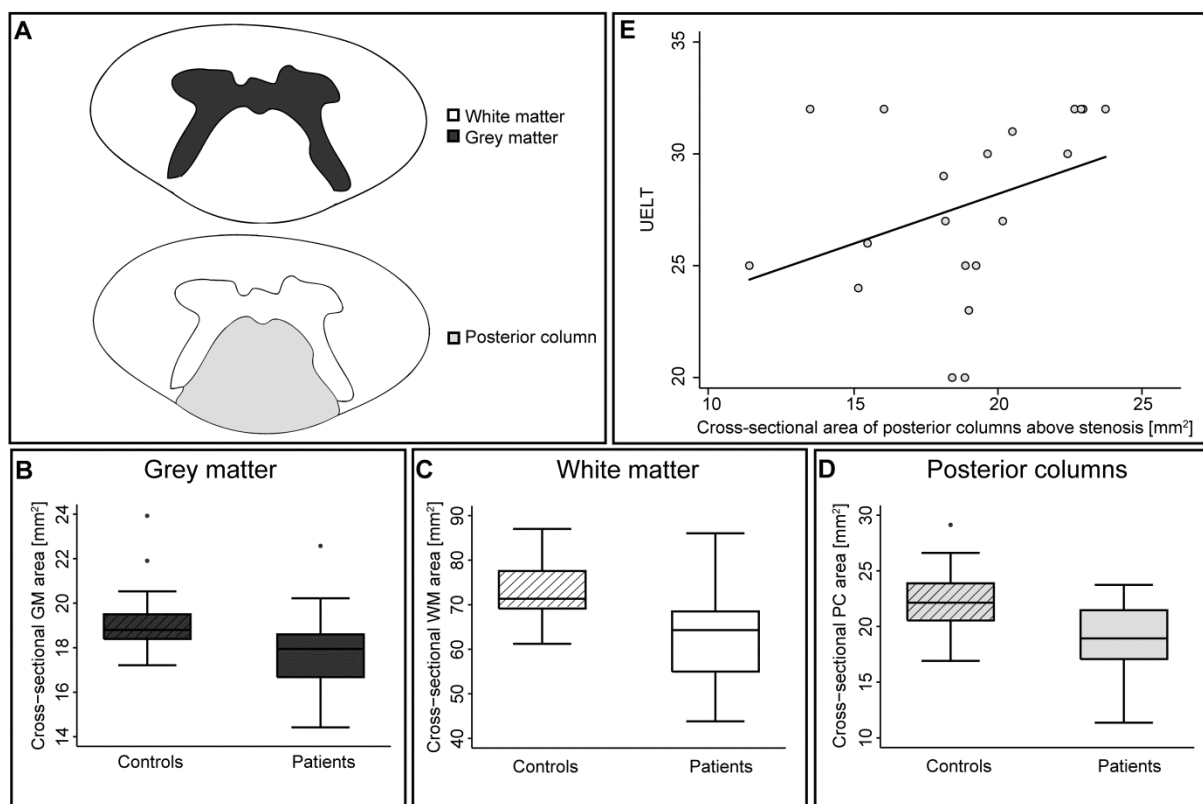 A
White matter
Grey matter
Posterior column
E
UELT
35
30
25
20
10
15
20
25
Cross-sectional area of posterior columns above stenosis [mm²]
B
Grey matter
Cross−sectional GM area [mm²]
24
22
20
19
18
16
14
Controls
Patients
C
White matter
Cross−sectional WM area [mm²]
90
80
70
60
50
40
Controls
Patients
D
Posterior columns
Cross−sectional PC area [mm²]
30
25
20
15
10
Controls
Patients